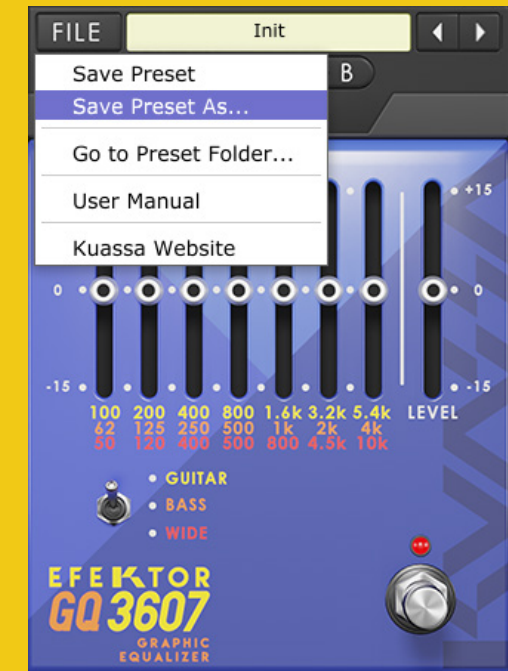 FILE
Init
Save Preset
B
Save Preset As...
Go to Preset Folder...
User Manual
Kuassa Website
+15
0
0
-15
-15
100 200 400 800 1.6k 3.2k 5.4k LEVEL
62 125 250 500 1k 2k 4k
50 120 400 500 800 4.5k 10k
GUITAR
BASS
WIDE
EFEKTOR
GQ 3607
GRAPHIC
EQUALIZER